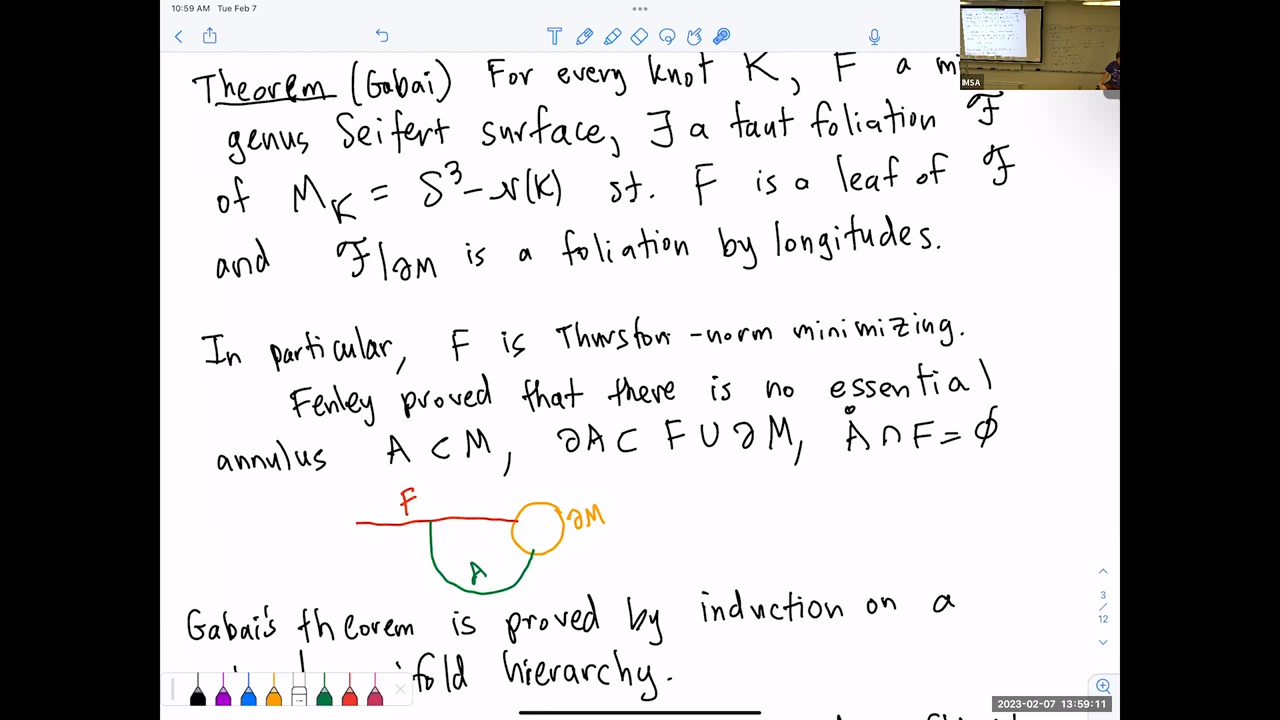 10:59 AM Tue Feb 7
Theorem (Gabai) For every knot K, F a
genus Seifert surface, ∃ a taut foliation ℱ
of M_K = S³ - N(K) st. F is a leaf of ℱ
and ℱ|∂M is a foliation by longitudes.
In particular, F is Thurston-norm minimizing.
Fenley proved that there is no essential
annulus A ⊂ M, ∂A ⊂ F ∪ ∂M, Å ∩ F = ∅
F
∂M
A
Gabai's theorem is proved by induction on a
hierarchy.
3
/
12
2023-02-07 13:59:11